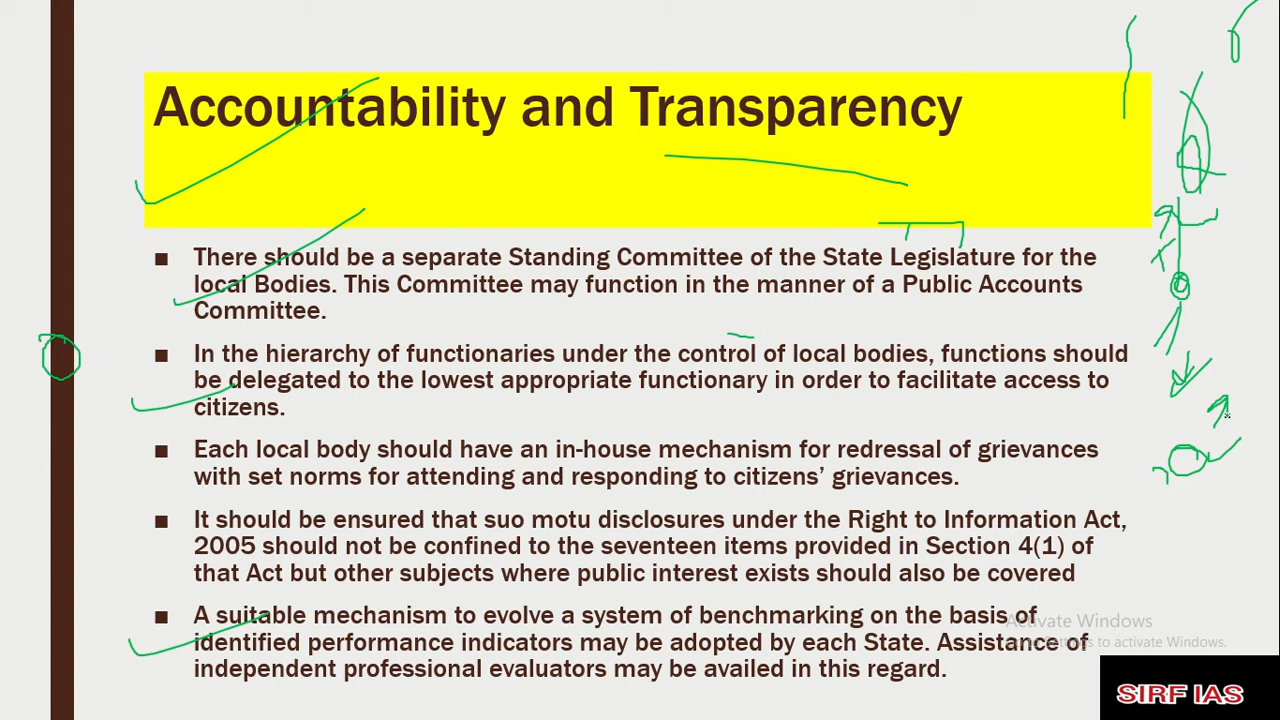 Accountability and Transparency
■ There should be a separate Standing Committee of the State Legislature for the
local Bodies. This Committee may function in the manner of a Public Accounts
Committee.
■ In the hierarchy of functionaries under the control of local bodies, functions should
be delegated to the lowest appropriate functionary in order to facilitate access to
citizens.
■ Each local body should have an in-house mechanism for redressal of grievances
with set norms for attending and responding to citizens’ grievances.
■ It should be ensured that suo motu disclosures under the Right to Information Act,
2005 should not be confined to the seventeen items provided in Section 4(1) of
that Act but other subjects where public interest exists should also be covered
■ A suitable mechanism to evolve a system of benchmarking on the basis of
identified performance indicators may be adopted by each State. Assistance of
independent professional evaluators may be availed in this regard.
Activate Windows
Go to Settings to activate Windows.
SIRF IAS